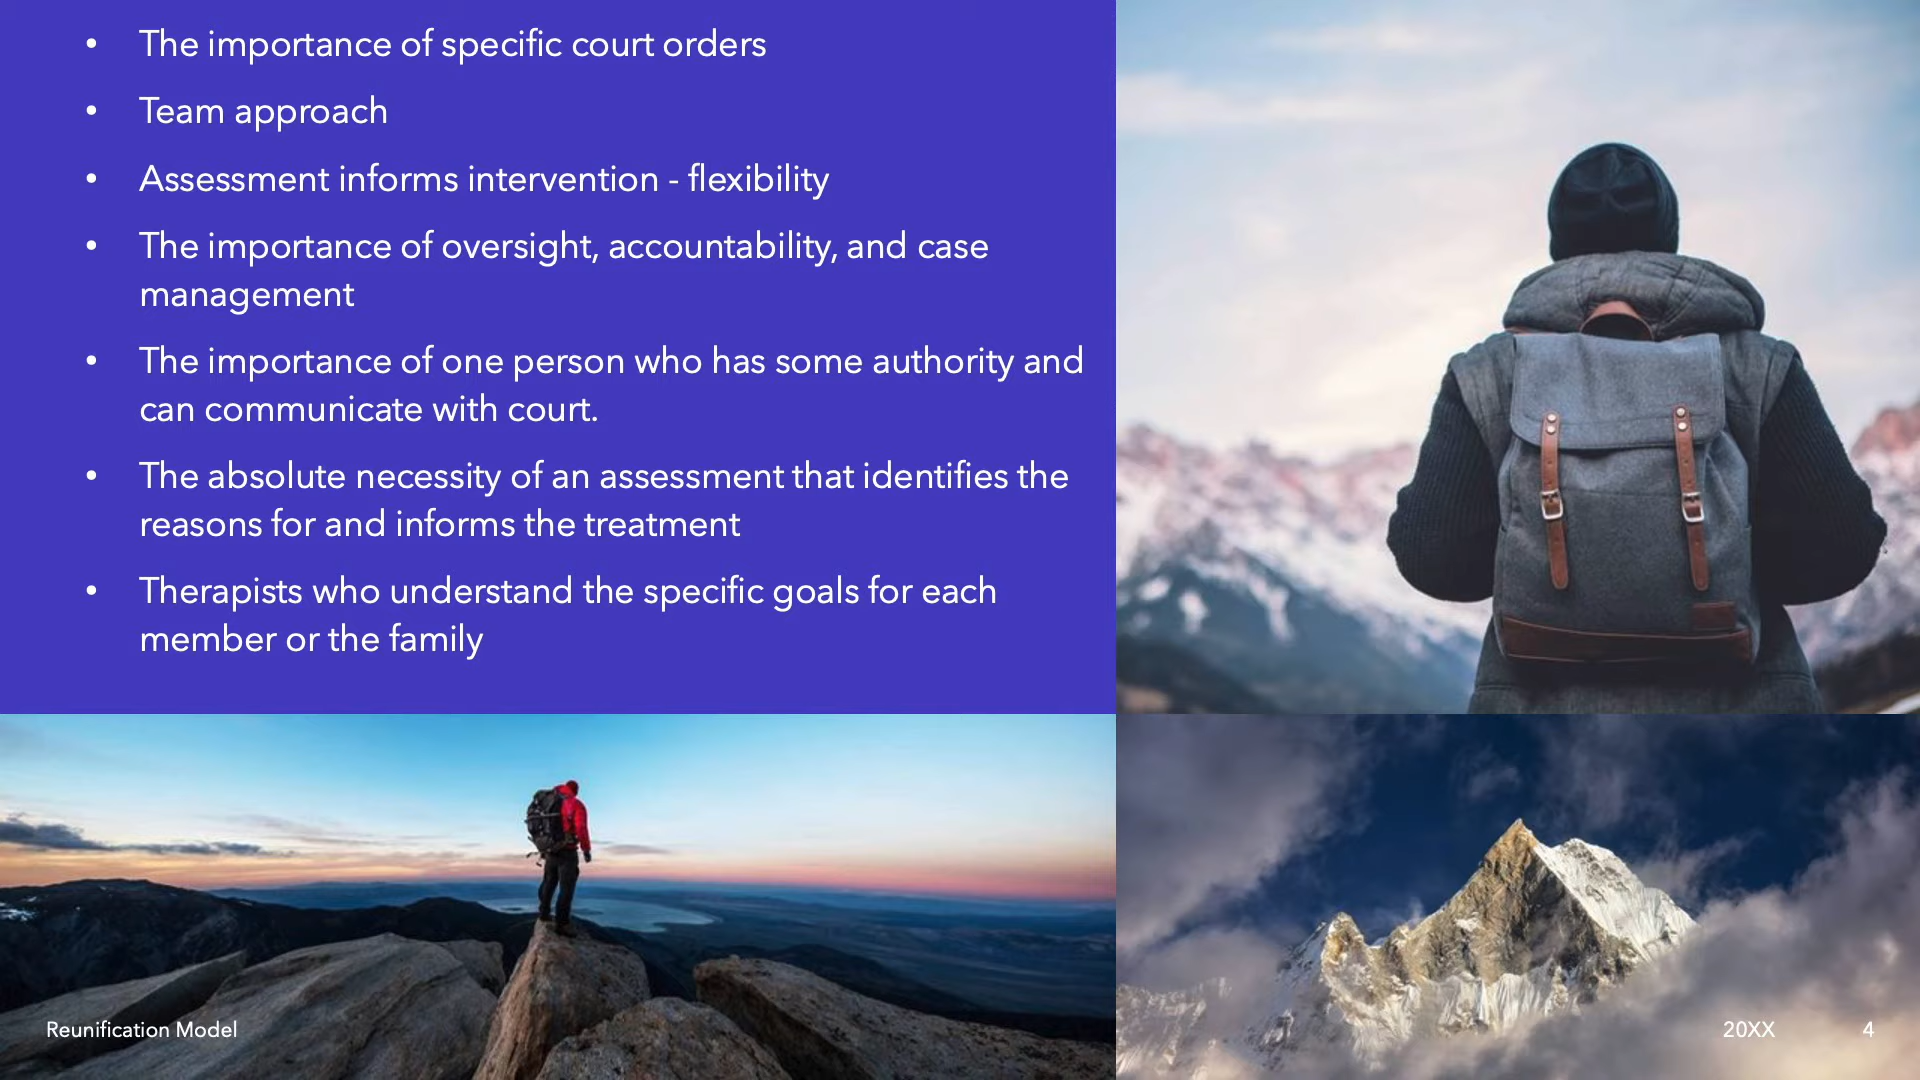 • The importance of specific court orders
• Team approach
• Assessment informs intervention - flexibility
• The importance of oversight, accountability, and case
management
• The importance of one person who has some authority and
can communicate with court.
• The absolute necessity of an assessment that identifies the
reasons for and informs the treatment
• Therapists who understand the specific goals for each
member or the family
Reunification Model
20XX
4